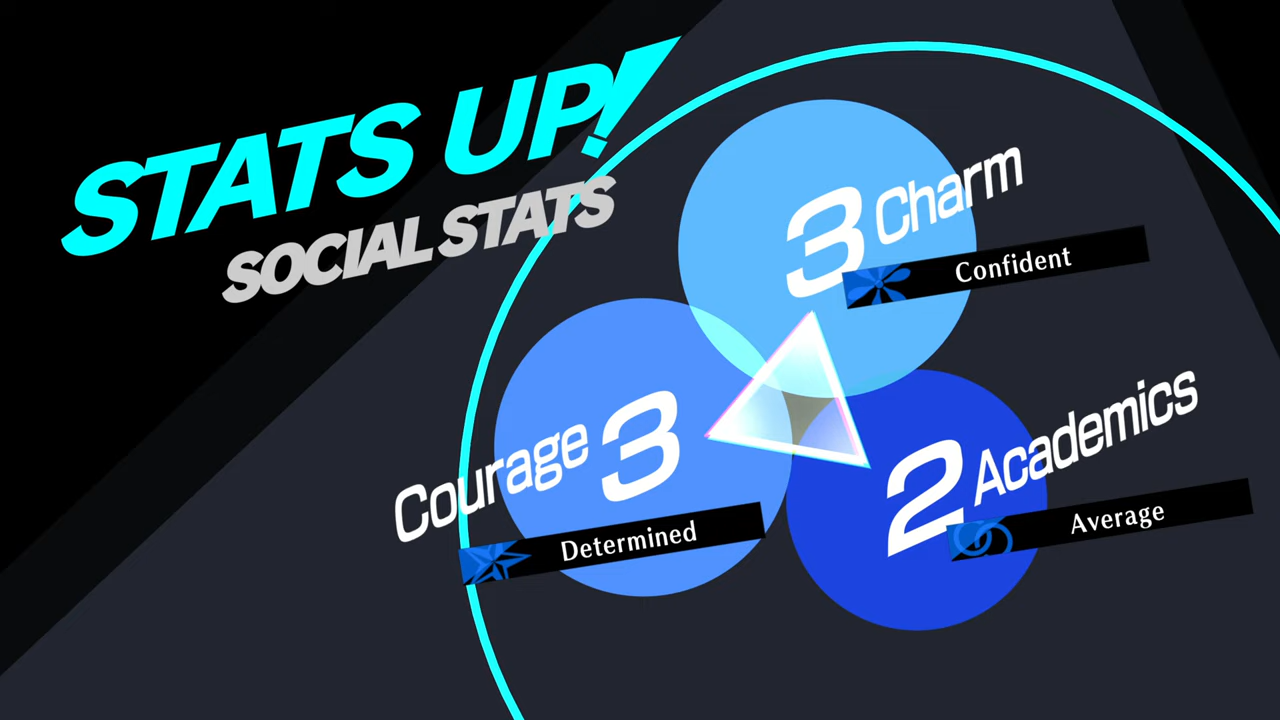 STATS UP!
SOCIAL STATS
3 Charm
Confident
Courage 3
Determined
2 Academics
Average